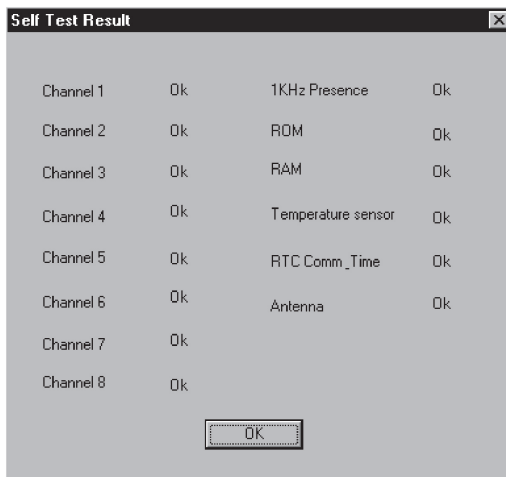 Self Test Result
Channel 1 Ok 1KHz Presence Ok
Channel 2 Ok ROM Ok
Channel 3 Ok RAM Ok
Channel 4 Ok Temperature sensor Ok
Channel 5 Ok RTC Comm_Time Ok
Channel 6 Ok Antenna Ok
Channel 7 Ok
Channel 8 Ok
OK